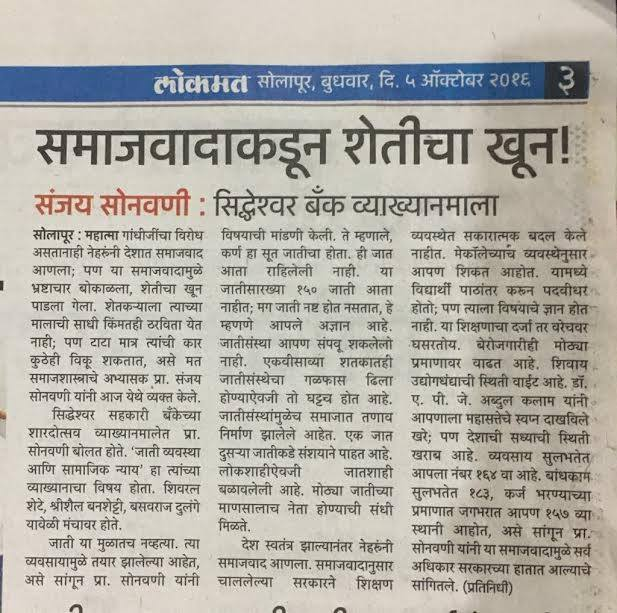 लोकमत सोलापूर, बुधवार, दि. ५ ऑक्टोबर २०१६ ३
समाजवादाकडून शेतीचा खून!
संजय सोनवणी : सिद्धेश्वर बँक व्याख्यानमाला
सोलापूर : महात्मा गांधीजींचा विरोध
असतानाही नेहरूंनी देशात समाजवाद
आणला; पण या समाजवादामुळे
भ्रष्टाचार बोकाळला, शेतीचा खून
पाडला गेला. शेतकऱ्याला त्याच्या
मालाची साधी किंमतही ठरविता येत
नाही; पण टाटा मात्र त्यांची कार
कुठेही विकू शकतात, असे मत
समाजशास्त्राचे अभ्यासक प्रा. संजय
सोनवणी यांनी आज येथे व्यक्त केले.
सिद्धेश्वर सहकारी बँकेच्या
शारदोत्सव व्याख्यानमालेत प्रा.
सोनवणी बोलत होते. 'जाती व्यवस्था
आणि सामाजिक न्याय' हा त्यांच्या
व्याख्यानाचा विषय होता. शिवरत्न
शेटे, श्रीशैल बनशेट्टी, बसवराज दुलंगे
यावेळी मंचावर होते.
जाती या मुळातच नव्हत्या. त्या
व्यवसायामुळे तयार झालेल्या आहेत,
असे सांगून प्रा. सोनवणी यांनी
विषयाची मांडणी केली. ते म्हणाले,
कर्ण हा सूत जातीचा होता. ही जात
आता राहिलेली नाही. या
जातीसारख्या १५० जाती आता
नाहीत; मग जाती नष्ट होत नसतात, हे
म्हणणे आपले अज्ञान आहे.
जातीसंस्था आपण संपवू शकलेलो
नाही. एकवीसाव्या शतकातही
जातीसंस्थेचा गळफास ढिला
होण्याऐवजी तो घट्टच होत आहे.
जातीसंस्थांमुळेच समाजात तणाव
निर्माण झालेले आहेत. एक जात
दुसऱ्या जातीकडे संशयाने पाहत आहे.
लोकशाहीऐवजी जातशाही
बळावलेली आहे. मोठ्या जातीच्या
माणसालाच नेता होण्याची संधी
मिळते.
देश स्वतंत्र झाल्यानंतर नेहरूंनी
समाजवाद आणला. समाजवादानुसार
चाललेल्या सरकारने शिक्षण
व्यवस्थेत सकारात्मक बदल केले
नाहीत. मेकॉलेच्याच व्यवस्थेनुसार
आपण शिकत आहोत. यामध्ये
विद्यार्थी पाठांतर करून पदवीधर
होतो; पण त्याला विषयाचे ज्ञान होत
नाही. या शिक्षणाचा दर्जा तर वरेचवर
घसरतोय. बेरोजगारीही मोठ्या
प्रमाणावर वाढत आहे. शिवाय
उद्योगधंद्याची स्थिती वाईट आहे. डॉ.
ए. पी. जे. अब्दुल कलाम यांनी
आपणाला महासत्तेचे स्वप्न दाखविले
खरे; पण देशाची सध्याची स्थिती
खराब आहे. व्यवसाय सुलभतेत
आपला नंबर १६४ वा आहे. बांधकाम
सुलभतेत १८३, कर्ज भरण्याच्या
प्रमाणात जगभरात आपण १५७ व्या
स्थानी आहोत, असे सांगून प्रा.
सोनवणी यांनी या समाजवादामुळे सर्व
अधिकार सरकारच्या हातात आल्याचे
सांगितले. (प्रतिनिधी)